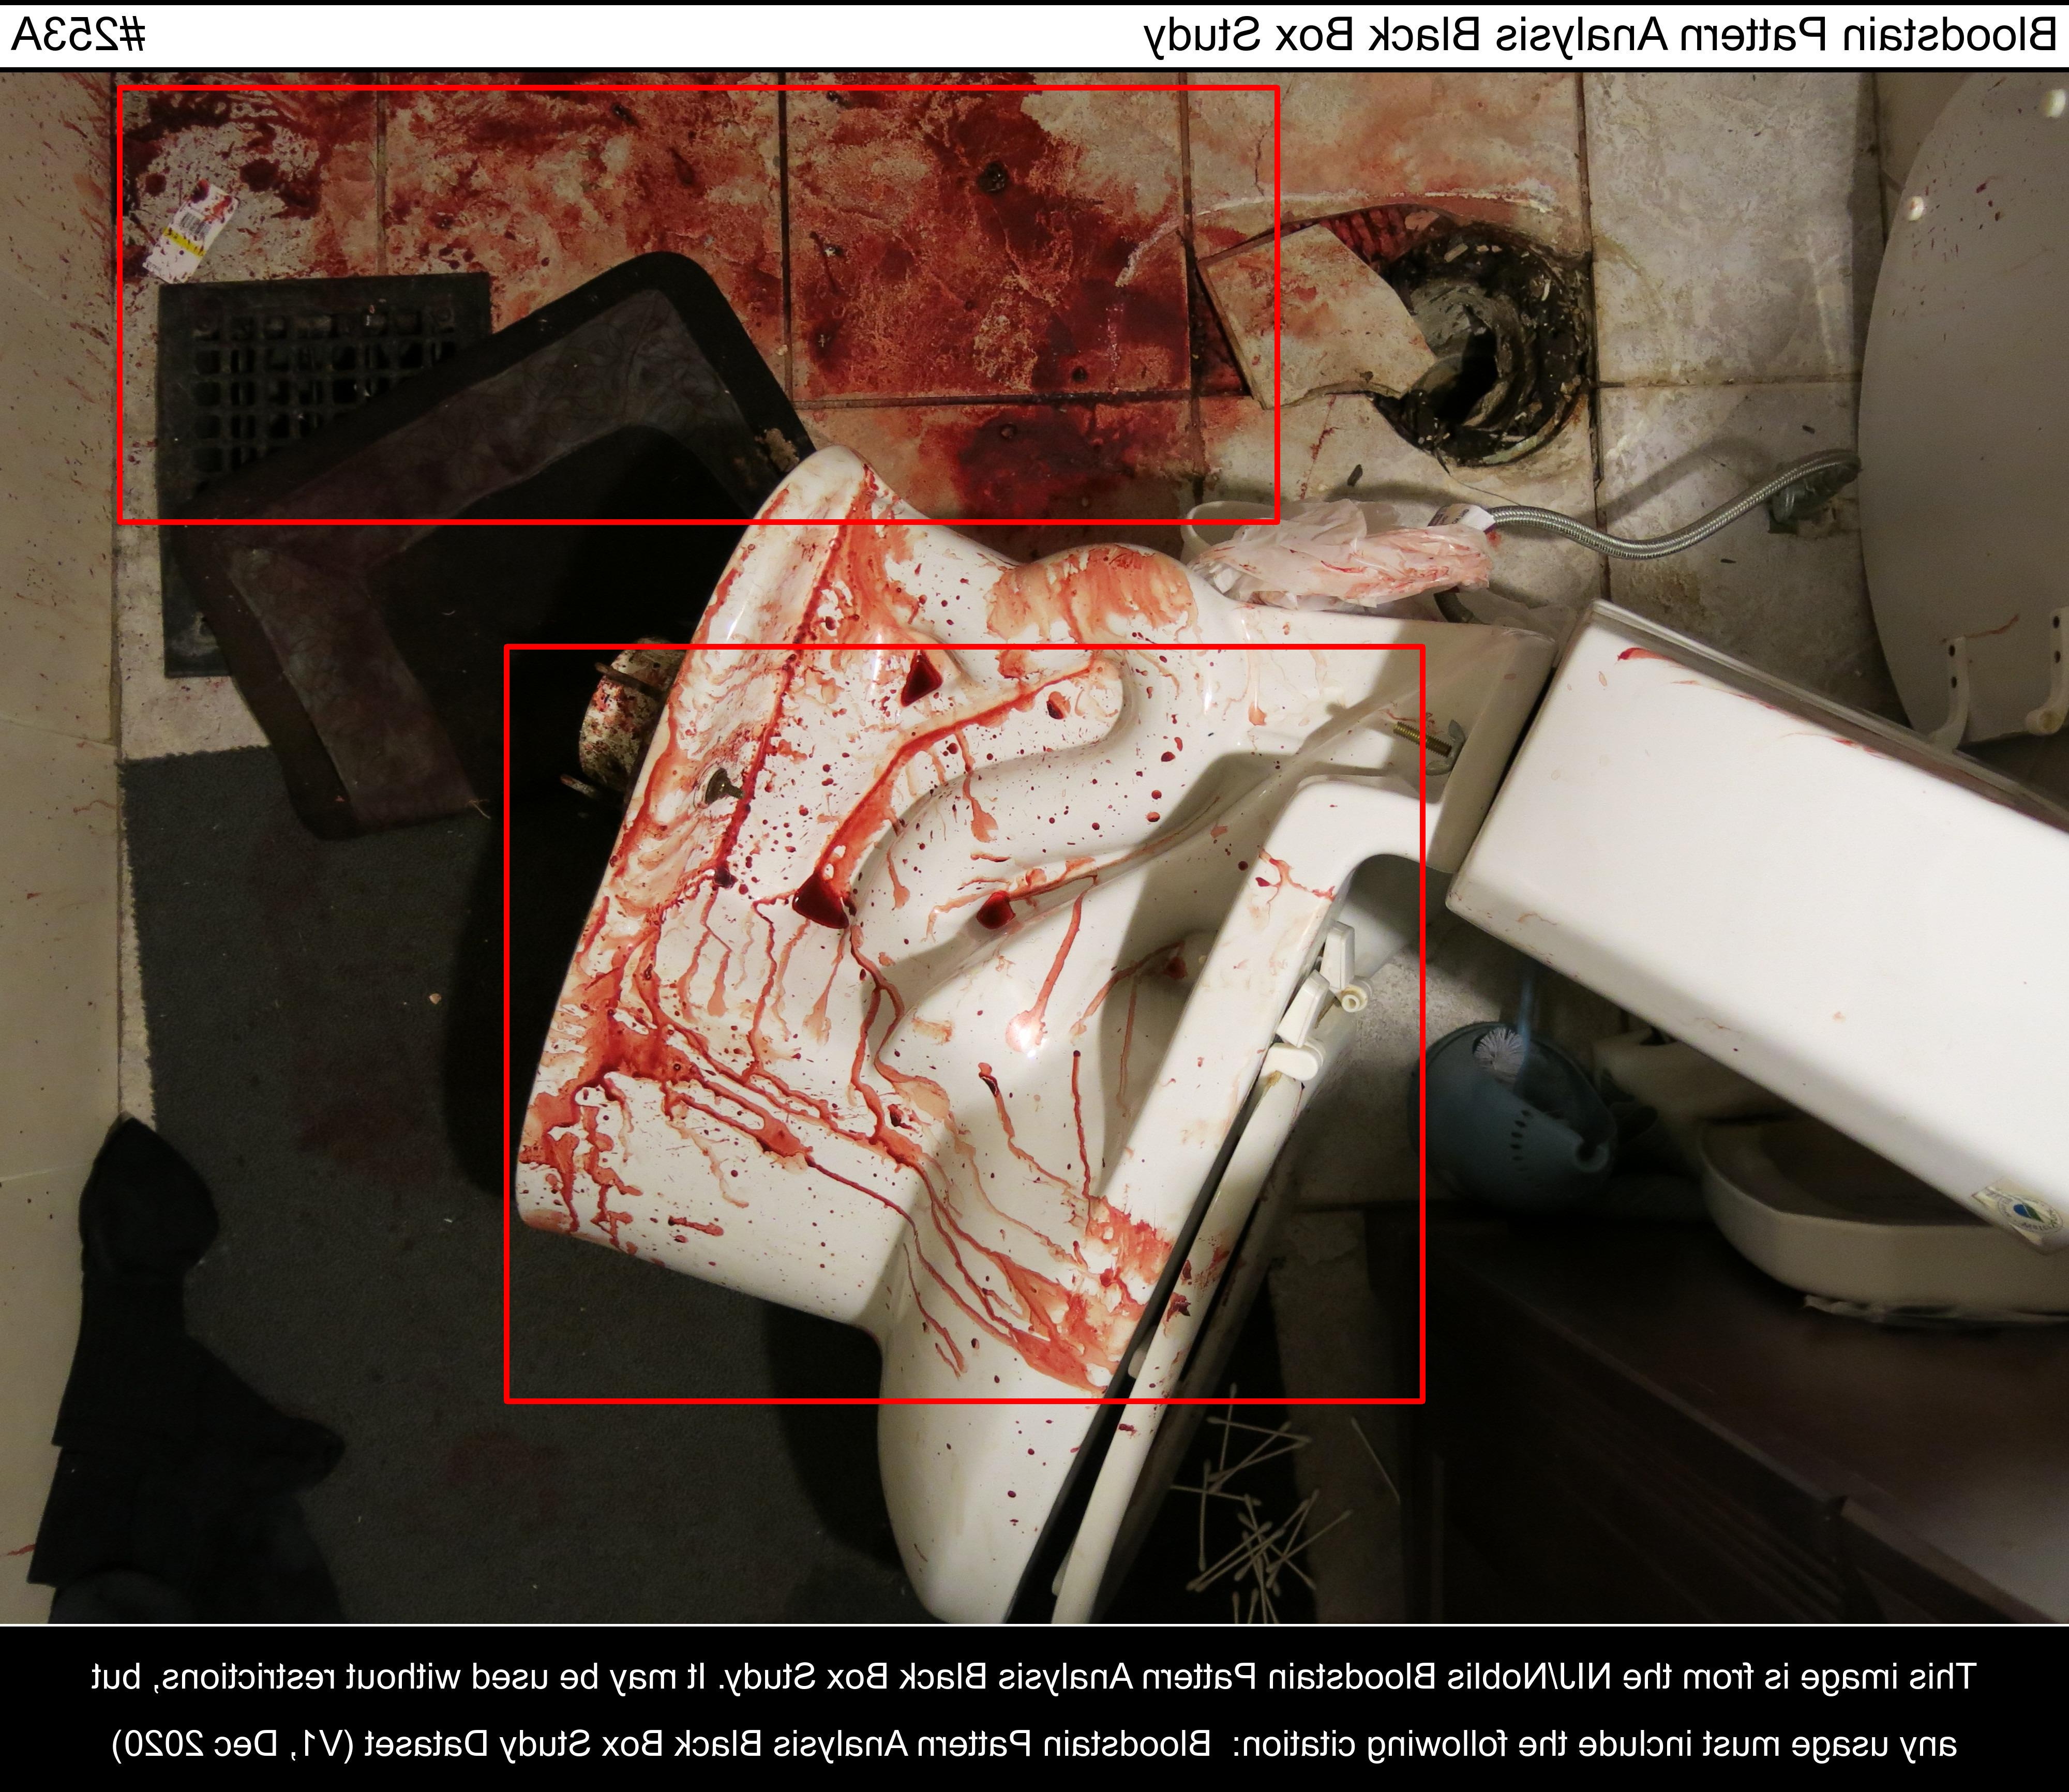 Bloodstain Pattern Analysis Black Box Study
#253A
This image is from the NIJ/Noblis Bloodstain Pattern Analysis Black Box Study. It may be used without restrictions, but
any usage must include the following citation: Bloodstain Pattern Analysis Black Box Study Dataset (V1, Dec 2020)